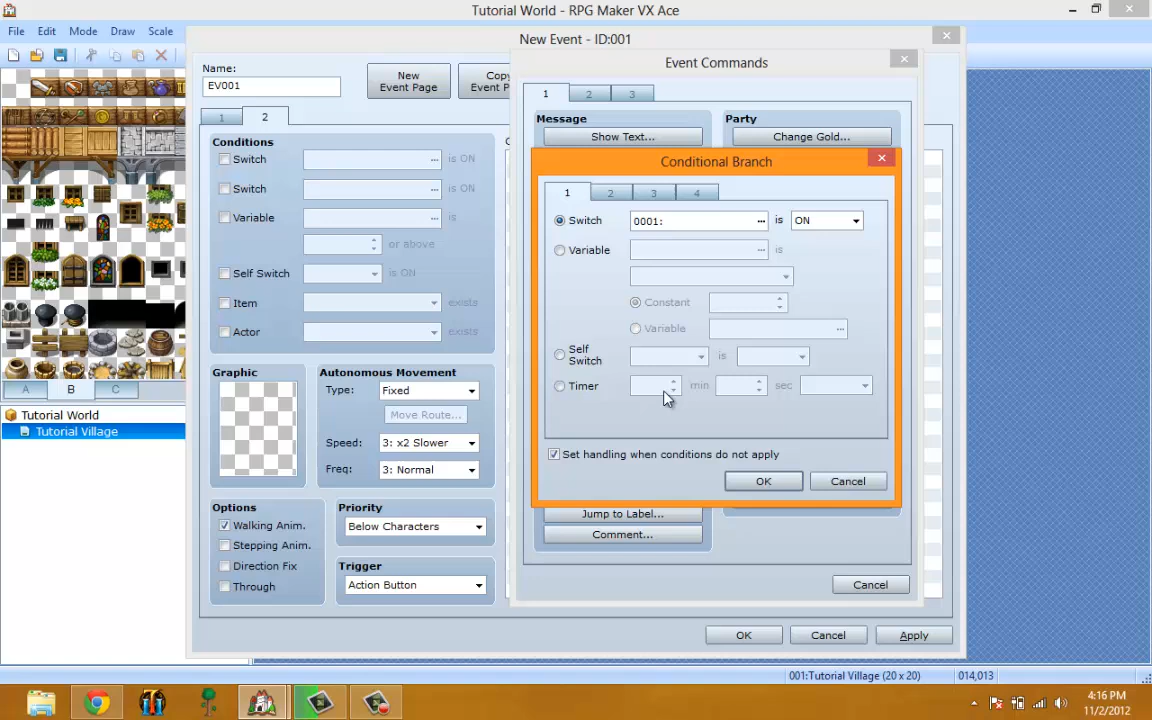 Tutorial World - RPG Maker VX Ace
File Edit Mode Draw Scale
New Event - ID:001
Event Commands
Name:
EV001
New
Event Page
Copy
Event P
1 2
1 2 3
Message
Party
Show Text...
Change Gold...
Conditions
Switch ... is ON
Switch ... is ON
Variable ... is
or above
Self Switch is ON
Item exists
Actor exists
Conditional Branch
1 2 3 4
Switch 0001: ... is ON
Variable ... is
Constant
Variable ...
Self
Switch is
Timer min sec
Set handling when conditions do not apply
OK Cancel
Graphic
Autonomous Movement
Type: Fixed
Move Route...
Speed: 3: x2 Slower
Freq: 3: Normal
Options
Walking Anim.
Stepping Anim.
Direction Fix
Through
Priority
Below Characters
Trigger
Action Button
Jump to Label...
Comment...
Cancel
OK Cancel Apply
A B C
Tutorial World
Tutorial Village
001:Tutorial Village (20 x 20) 014,013
4:16 PM
11/2/2012